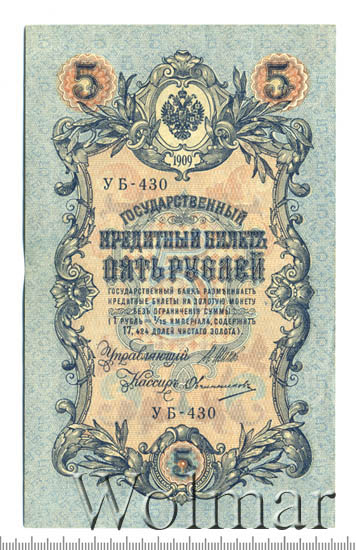 5 5
1909
УБ-430
ГОСУДАРСТВЕННЫЙ
КРЕДИТНЫЙ БИЛЕТЪ
ПЯТЬ РУБЛЕЙ
ГОСУДАРСТВЕННЫЙ БАНКЪ РАЗМѢНИВАЕТЪ
КРЕДИТНЫЕ БИЛЕТЫ НА ЗОЛОТУЮ МОНЕТУ
БЕЗЪ ОГРАНИЧЕНІЯ СУММЫ
(1 РУБЛЬ = 1/15 ИМПЕРІАЛА, СОДЕРЖИТЪ
17,424 ДОЛЕЙ ЧИСТАГО ЗОЛОТА).
Управляющій
Кассиръ Овчинниковъ
УБ-430
5
Wolmar